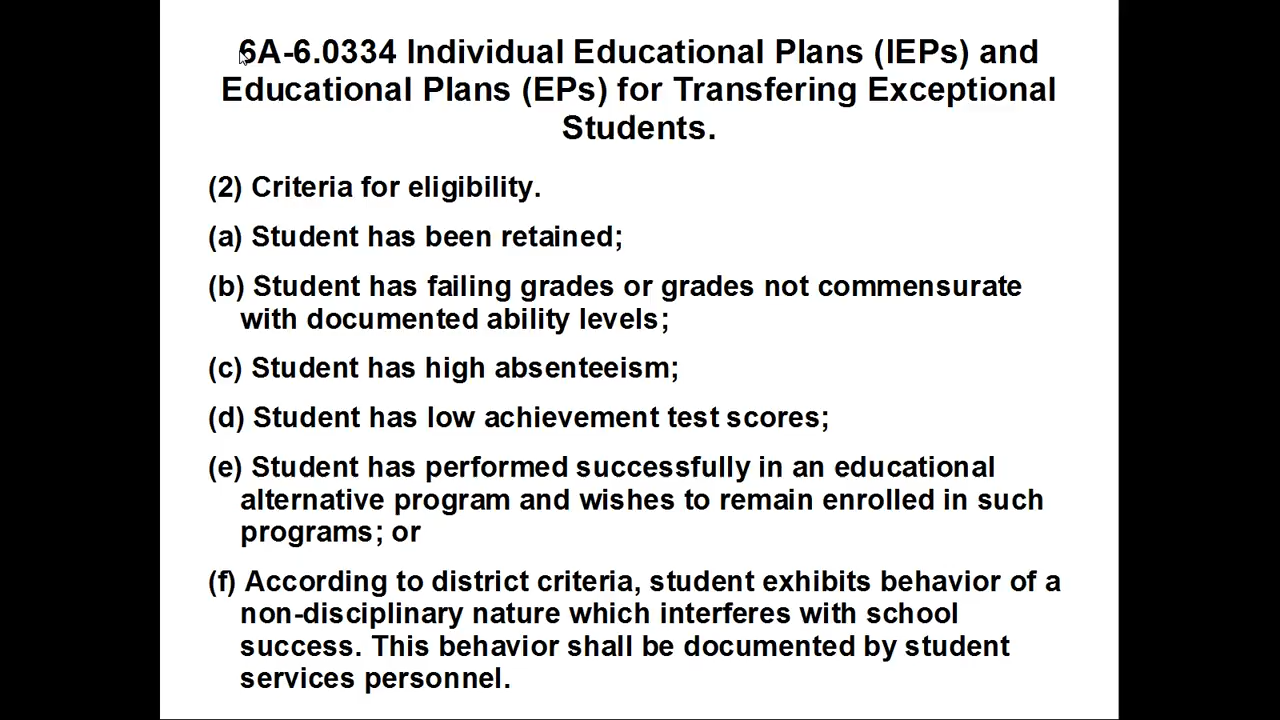 6A-6.0334 Individual Educational Plans (IEPs) and
Educational Plans (EPs) for Transfering Exceptional
Students.
(2) Criteria for eligibility.
(a) Student has been retained;
(b) Student has failing grades or grades not commensurate
with documented ability levels;
(c) Student has high absenteeism;
(d) Student has low achievement test scores;
(e) Student has performed successfully in an educational
alternative program and wishes to remain enrolled in such
programs; or
(f) According to district criteria, student exhibits behavior of a
non-disciplinary nature which interferes with school
success. This behavior shall be documented by student
services personnel.